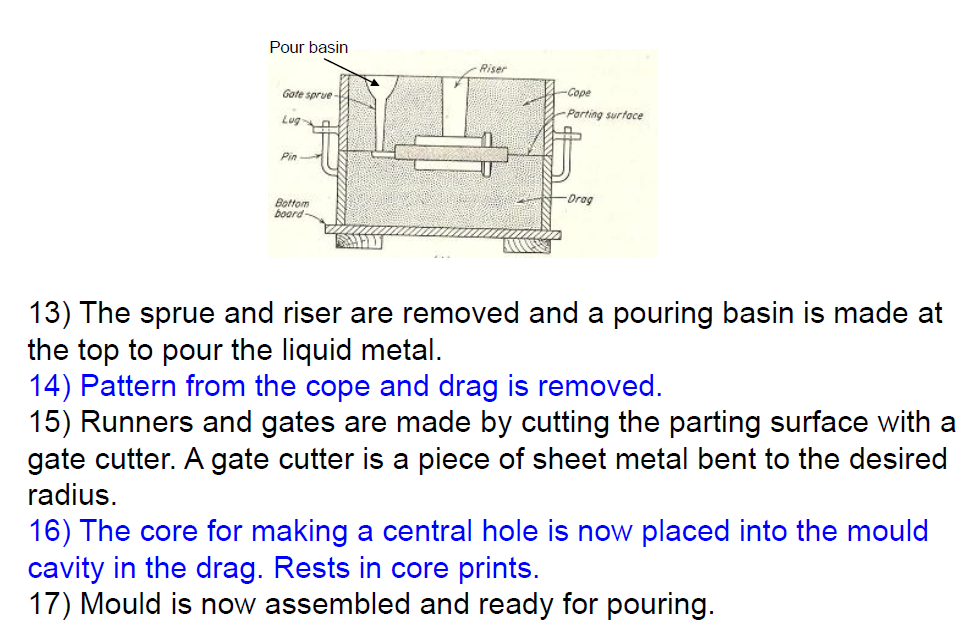 Pour basin
Riser
Gate sprue
Cope
Lug
Parting surface
Pin
Drag
Bottom
board
13) The sprue and riser are removed and a pouring basin is made at
the top to pour the liquid metal.
14) Pattern from the cope and drag is removed.
15) Runners and gates are made by cutting the parting surface with a
gate cutter. A gate cutter is a piece of sheet metal bent to the desired
radius.
16) The core for making a central hole is now placed into the mould
cavity in the drag. Rests in core prints.
17) Mould is now assembled and ready for pouring.